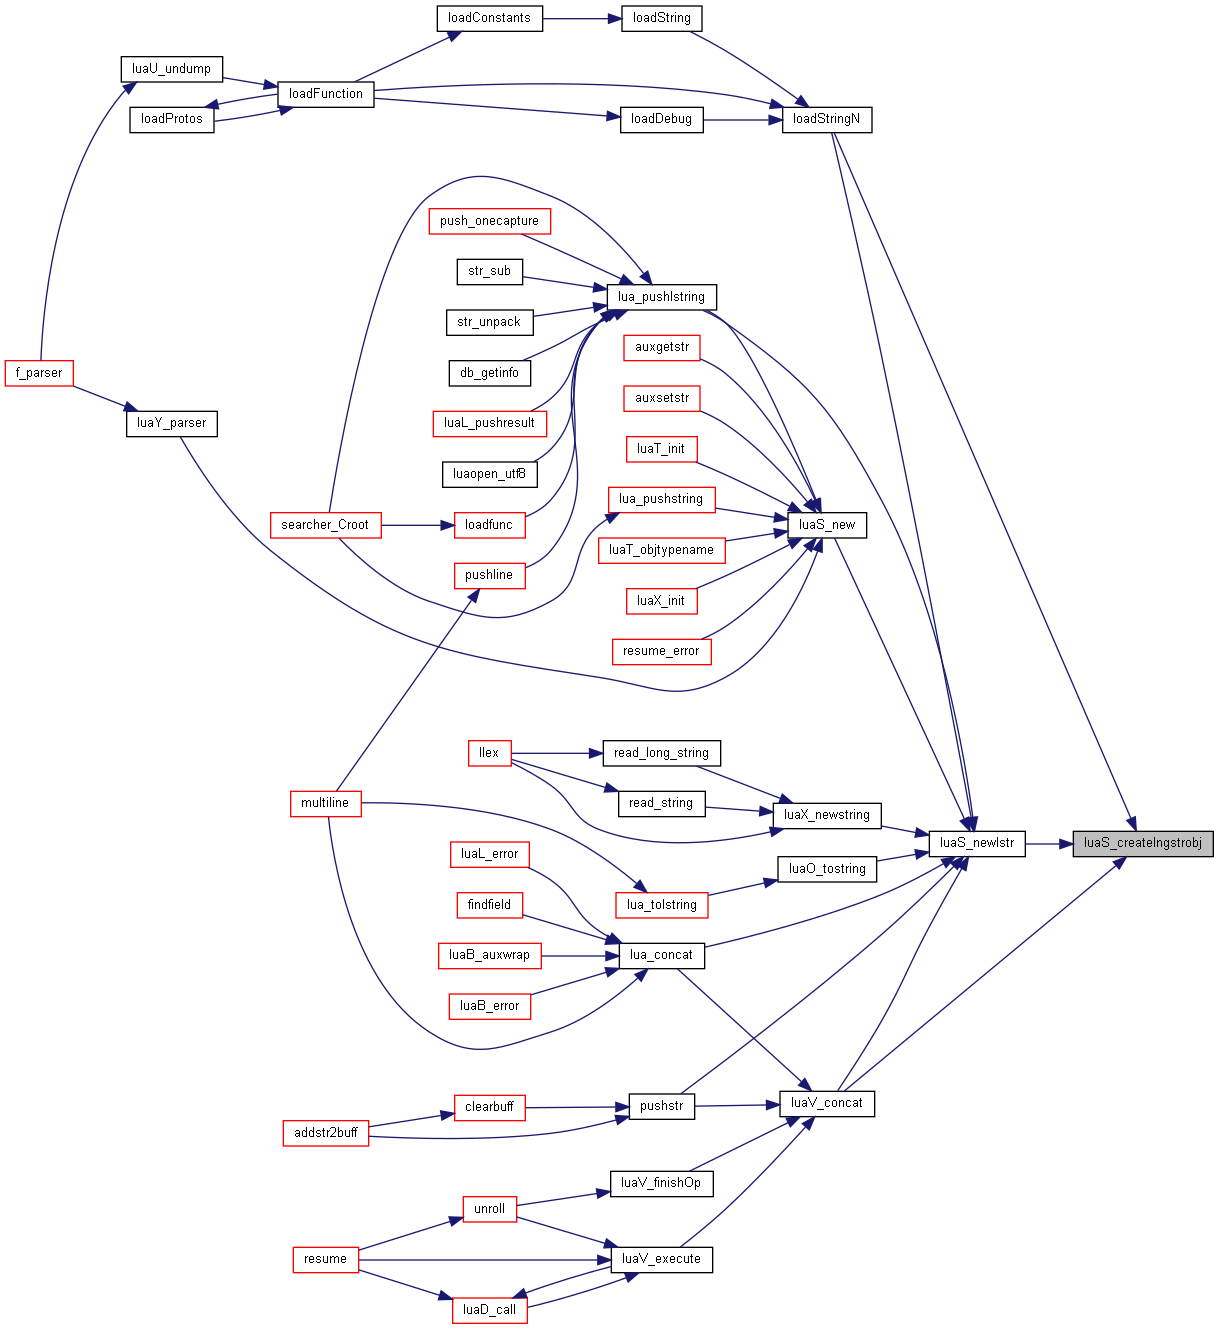 loadConstants
loadString
luaU_undump
loadFunction
loadProtos
loadDebug
loadStringN
push_onecapture
str_sub
lua_pushlstring
str_unpack
auxgetstr
db_getinfo
f_parser
auxsetstr
luaY_parser
luaL_pushresult
luaT_init
luaopen_utf8
lua_pushstring
searcher_Croot
loadfunc
luaS_new
luaT_objtypename
pushline
luaX_init
resume_error
llex
read_long_string
multiline
read_string
luaX_newstring
luaS_newlstr
luaS_createlngstrobj
luaL_error
luaO_tostring
findfield
lua_tolstring
luaB_auxwrap
lua_concat
luaB_error
clearbuff
pushstr
luaV_concat
addstr2buff
luaV_finishOp
unroll
resume
luaV_execute
luaD_call